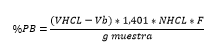 %PB = (VHCL − Vb) * 1,401 * NHCL * F
g muestra